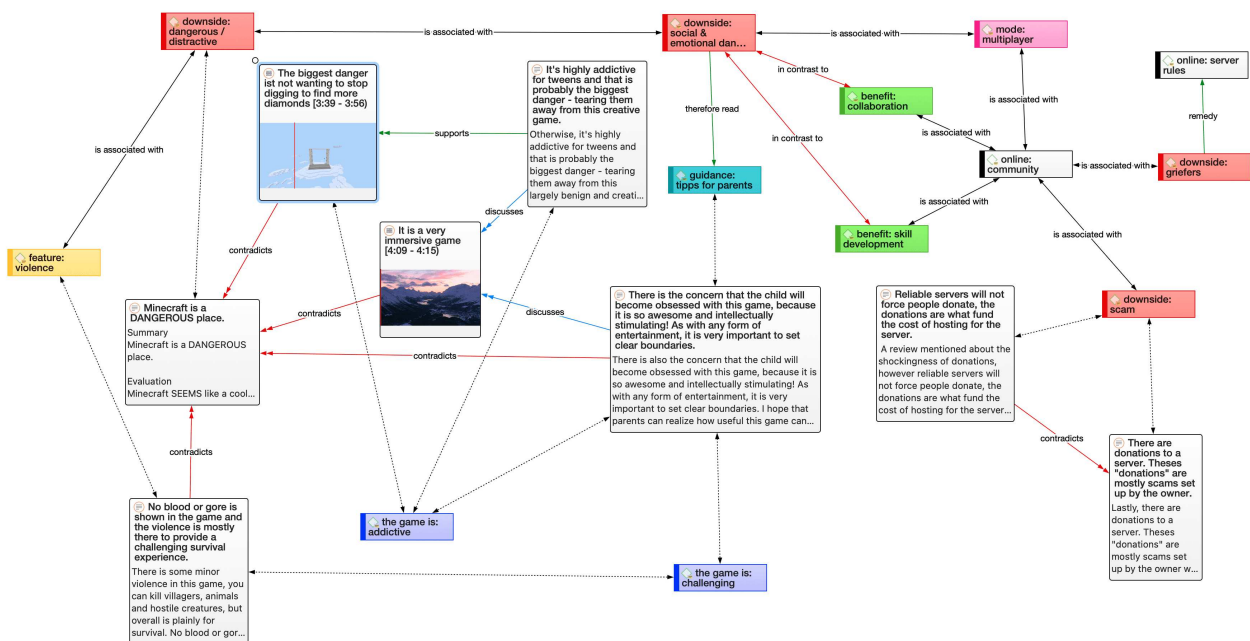 downside:
dangerous /
distractive
is associated with
downside:
social &
emotional dan...
is associated with
mode:
multiplayer
online: server
rules
The biggest danger
ist not wanting to stop
digging to find more
diamonds [3:39 - 3:56]
It's highly addictive
for tweens and that is
probably the biggest
danger - tearing them
away from this creative
game.
Otherwise, it's highly
addictive for tweens and
that is probably the
biggest danger - tearing
them away from this
largely benign and creati...
in contrast to
benefit:
collaboration
is associated with
therefore read
remedy
supports
in contrast to
is associated with
is associated with
online:
community
is associated with
downside:
griefers
guidance:
tipps for parents
discusses
is associated with
It is a very
immersive game
[4:09 - 4:15)
benefit: skill
development
is associated with
contradicts
feature:
violence
Minecraft is a
DANGEROUS place.
Summary
Minecraft is a DANGEROUS
place.
Evaluation
Minecraft SEEMS like a cool...
contradicts
discusses
There is the concern that the child will
become obsessed with this game, because
it is so awesome and intellectually
stimulating! As with any form of
entertainment, it is very important to set
clear boundaries.
There is also the concern that the child will
become obsessed with this game, because it is
so awesome and intellectually stimulating! As
with any form of entertainment, it is very
important to set clear boundaries. I hope that
parents can realize how useful this game can...
Reliable servers will not
force people donate, the
donations are what fund
the cost of hosting for the
server.
A review mentioned about the
shockingness of donations,
however reliable servers will
not force people donate, the
donations are what fund the
cost of hosting for the server...
downside:
scam
contradicts
contradicts
contradicts
There are
donations to a
server. Theses
"donations" are
mostly scams set
up by the owner.
Lastly, there are
donations to a
server. Theses
"donations" are
mostly scams set
up by the owner w...
No blood or gore is
shown in the game and
the violence is mostly
there to provide a
challenging survival
experience.
There is some minor
violence in this game, you
can kill villagers, animals
and hostile creatures, but
overall is plainly for
survival. No blood or gor...
the game is:
addictive
the game is:
challenging